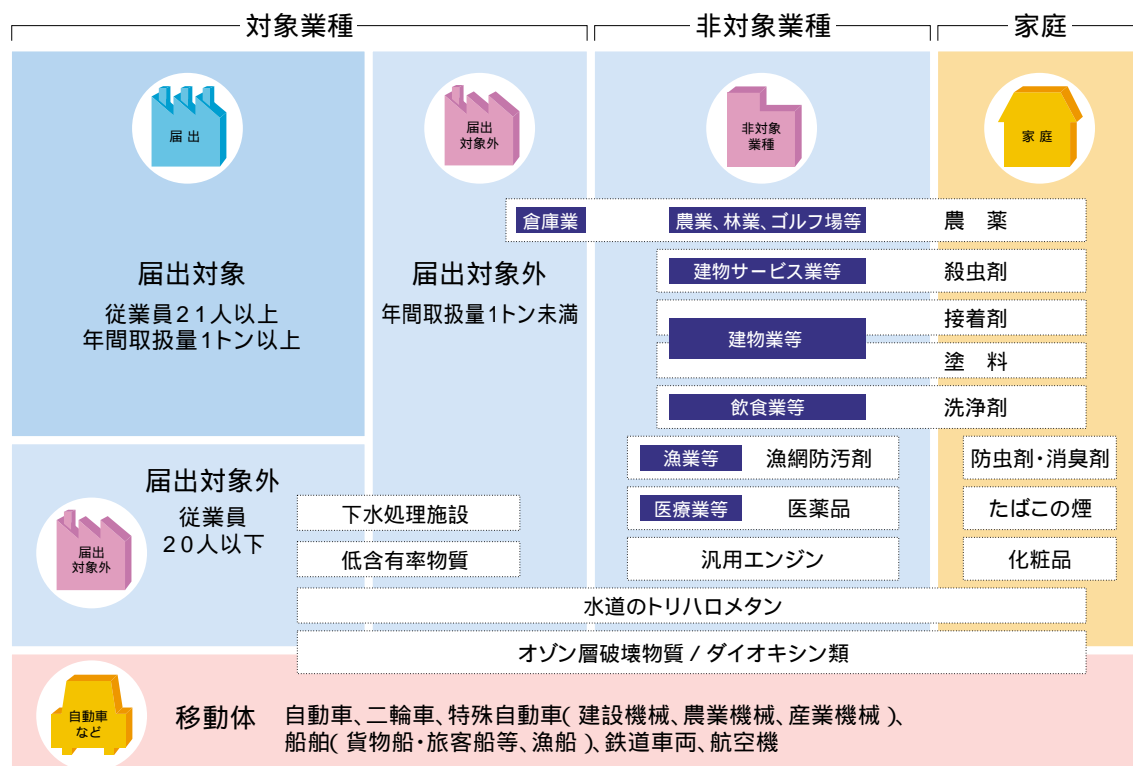 対象業種
非対象業種
家庭
届出
届出
対象外
非対象
業種
家庭
倉庫業
農業、林業、ゴルフ場等
農 薬
届出対象
従業員21人以上
年間取扱量1トン以上
届出対象外
年間取扱量1トン未満
建物サービス業等
殺虫剤
建物業等
接着剤
塗 料
飲食業等
洗浄剤
漁業等
漁網防汚剤
防虫剤・消臭剤
届出対象外
従業員
20人以下
届出
対象外
下水処理施設
医療業等
医薬品
たばこの煙
低含有率物質
汎用エンジン
化粧品
水道のトリハロメタン
オゾン層破壊物質 / ダイオキシン類
自動車
など
移動体
自動車、二輪車、特殊自動車( 建設機械、農業機械、産業機械 )、
船舶( 貨物船・旅客船等、漁船 )、鉄道車両、航空機